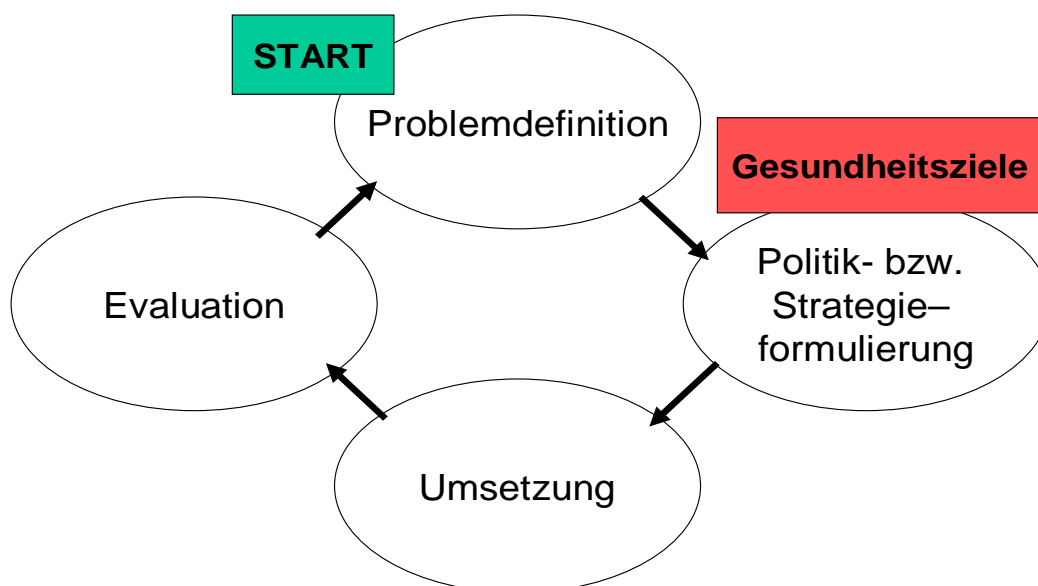 START
Problemdefinition
Gesundheitsziele
Politik- bzw.
Strategie–
formulierung
Evaluation
Umsetzung